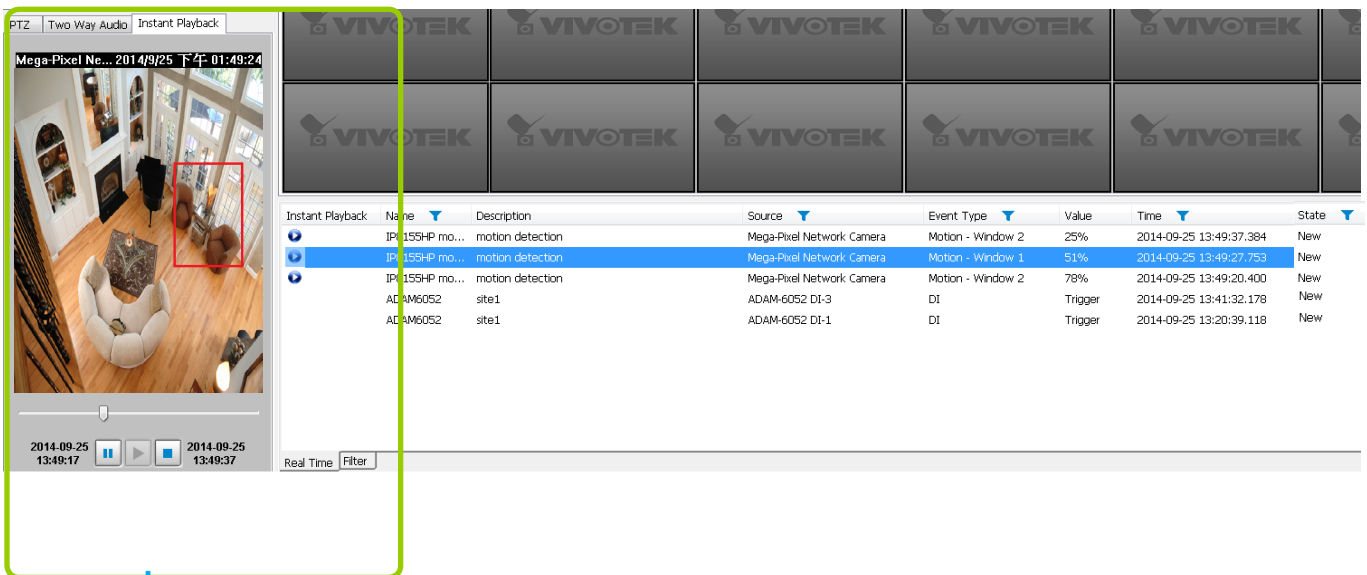 PTZ Two Way Audio Instant Playback
Mega-Pixel Ne... 2014/9/25 下午 01:49:24
VIVOTEK VIVOTEK VIVOTEK VIVOTEK VIVOTEK
VIVOTEK VIVOTEK VIVOTEK VIVOTEK VIVOTEK
Instant Playback Name Description Source Event Type Value Time State
IP8155HP mo... motion detection Mega-Pixel Network Camera Motion - Window 2 25% 2014-09-25 13:49:37.384 New
IP8155HP mo... motion detection Mega-Pixel Network Camera Motion - Window 1 51% 2014-09-25 13:49:27.753 New
IP8155HP mo... motion detection Mega-Pixel Network Camera Motion - Window 2 78% 2014-09-25 13:49:20.400 New
ADAM6052 site1 ADAM-6052 DI-3 DI Trigger 2014-09-25 13:41:32.178 New
ADAM6052 site1 ADAM-6052 DI-1 DI Trigger 2014-09-25 13:20:39.118 New
2014-09-25 13:49:17 2014-09-25 13:49:37
Real Time Filter